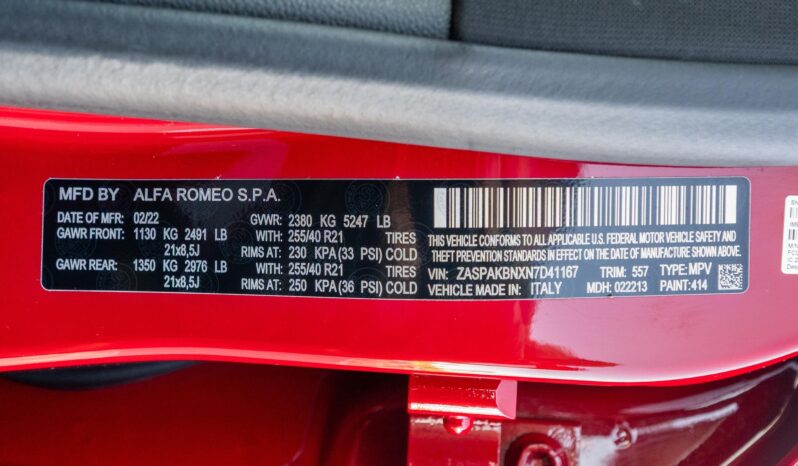 MFD BY ALFA ROMEO S.P.A.
DATE OF MFR: 02/22 GVWR: 2380 KG 5247 LB
GAWR FRONT: 1130 KG 2491 LB WITH: 255/40 R21 TIRES
21x8,5J RIMS AT: 230 KPA (33 PSI) COLD
GAWR REAR: 1350 KG 2976 LB WITH: 255/40 R21 TIRES
21x8,5J RIMS AT: 250 KPA (36 PSI) COLD
THIS VEHICLE CONFORMS TO ALL APPLICABLE U.S. FEDERAL MOTOR VEHICLE SAFETY AND
THEFT PREVENTION STANDARDS IN EFFECT ON THE DATE OF MANUFACTURE SHOWN ABOVE.
VIN: ZASPAKBNXN7D41167 TRIM: 557 TYPE: MPV
VEHICLE MADE IN: ITALY MDH: 022213 PAINT: 414